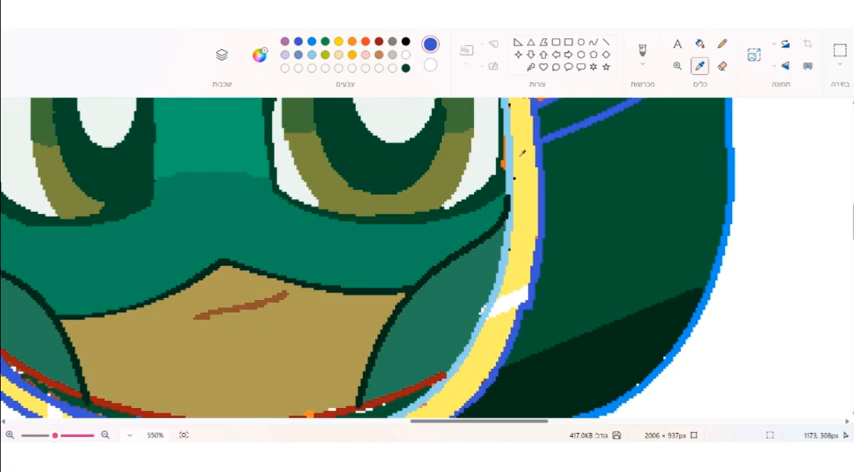 שכבות
צבעים
צורות
מברשות
כלים
תמונה
בחירה
550%
417.0KB :גודל
2006 × 937px
1173, 308px